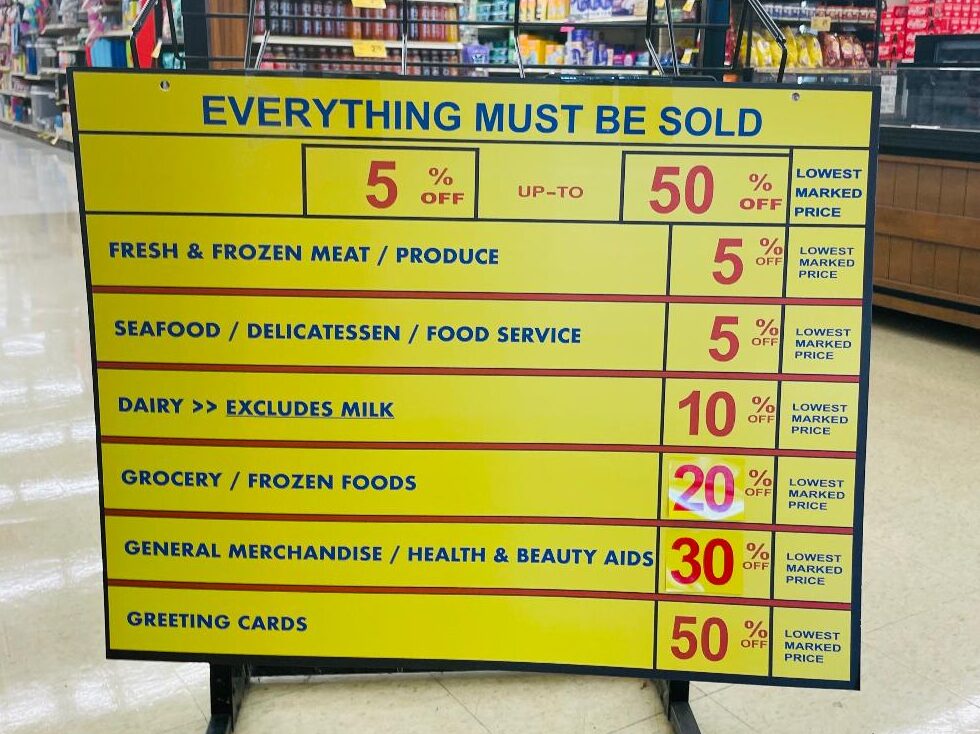 EVERYTHING MUST BE SOLD
5 % OFF UP-TO 50 % OFF LOWEST MARKED PRICE
FRESH & FROZEN MEAT / PRODUCE 5 % OFF LOWEST MARKED PRICE
SEAFOOD / DELICATESSEN / FOOD SERVICE 5 % OFF LOWEST MARKED PRICE
DAIRY >> EXCLUDES MILK 10 % OFF LOWEST MARKED PRICE
GROCERY / FROZEN FOODS 20 % OFF LOWEST MARKED PRICE
GENERAL MERCHANDISE / HEALTH & BEAUTY AIDS 30 % OFF LOWEST MARKED PRICE
GREETING CARDS 50 % OFF LOWEST MARKED PRICE